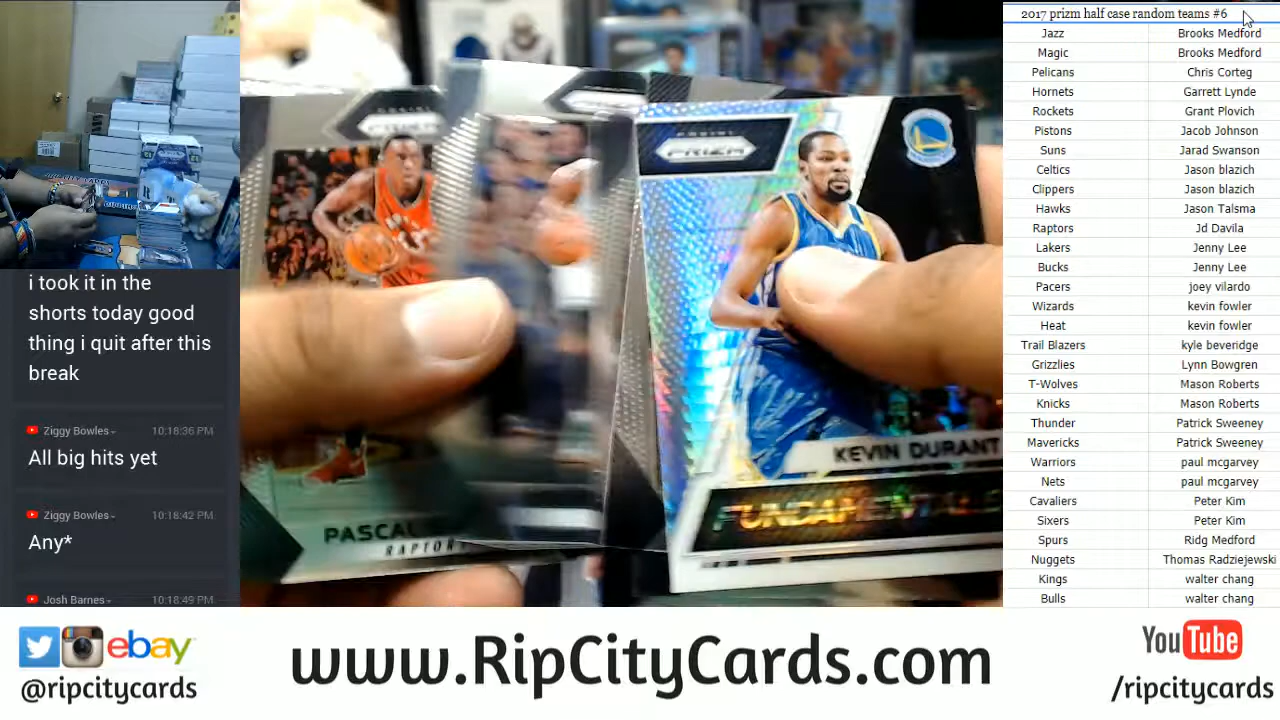 i took it in the
shorts today good
thing i quit after this
break
Ziggy Bowles
10:18:36 PM
All big hits yet
Ziggy Bowles
10:18:42 PM
Any*
Josh Barnes
10:18:49 PM
PANINI
PRIZM
PASCAL
RAPTORS
PANINI
PRIZM
KEVIN DURANT
FUNDAMENTALS
2017 prizm half case random teams #6
Jazz Brooks Medford
Magic Brooks Medford
Pelicans Chris Corteg
Hornets Garrett Lynde
Rockets Grant Plovich
Pistons Jacob Johnson
Suns Jarad Swanson
Celtics Jason blazich
Clippers Jason blazich
Hawks Jason Talsma
Raptors Jd Davila
Lakers Jenny Lee
Bucks Jenny Lee
Pacers joey vilardo
Wizards kevin fowler
Heat kevin fowler
Trail Blazers kyle beveridge
Grizzlies Lynn Bowgren
T-Wolves Mason Roberts
Knicks Mason Roberts
Thunder Patrick Sweeney
Mavericks Patrick Sweeney
Warriors paul mcgarvey
Nets paul mcgarvey
Cavaliers Peter Kim
Sixers Peter Kim
Spurs Ridg Medford
Nuggets Thomas Radziejewski
Kings walter chang
Bulls walter chang
ebay
@ripcitycards
www.RipCityCards.com
YouTube
/ripcitycards